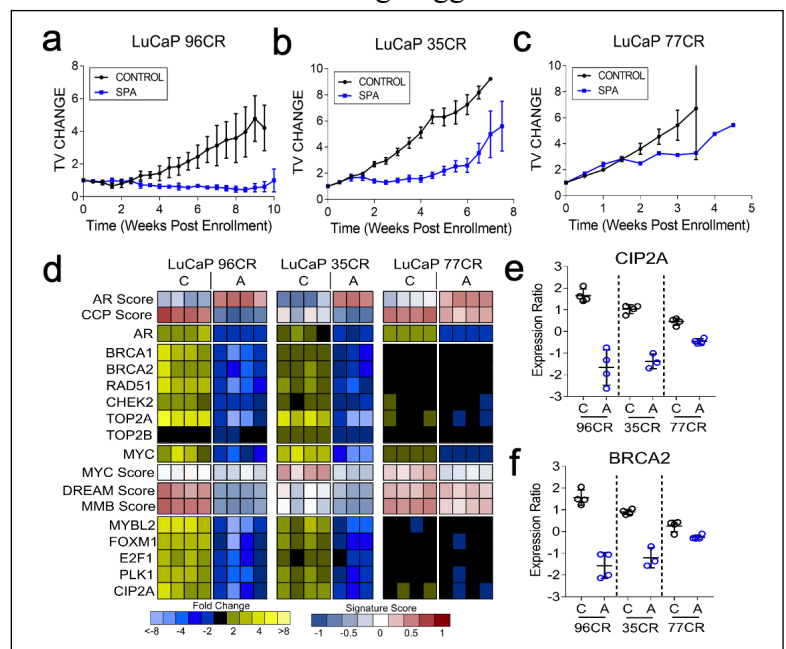 a
LuCaP 96CR
TV CHANGE
8
6
4
2
0
CONTROL
SPA
0 2 4 6 8 10
Time (Weeks Post Enrollment)
b
LuCaP 35CR
TV CHANGE
10
8
6
4
2
0
CONTROL
SPA
0 2 4 6 8
Time (Weeks Post Enrollment)
c
LuCaP 77CR
TV CHANGE
10
8
6
4
2
0
CONTROL
SPA
0 1 2 3 4 5
Time (Weeks Post Enrollment)
d
LuCaP 96CR LuCaP 35CR LuCaP 77CR
C A C A C A
AR Score
CCP Score
AR
BRCA1
BRCA2
RAD51
CHEK2
TOP2A
TOP2B
MYC
MYC Score
DREAM Score
MMB Score
MYBL2
FOXM1
E2F1
PLK1
CIP2A
Fold Change
<-8 -4 -2 0 2 4 >8
Signature Score
-1 -0.5 0 0.5 1
e
CIP2A
Expression Ratio
3
2
1
0
-1
-2
-3
C A C A C A
96CR 35CR 77CR
f
BRCA2
Expression Ratio
3
2
1
0
-1
-2
-3
C A C A C A
96CR 35CR 77CR